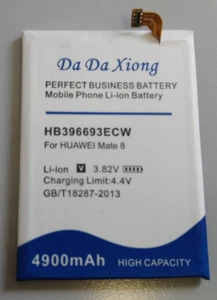 Da Da Xiong
PERFECT BUSINESS BATTERY
Mobile Phone Li-ion Battery
HB396693ECW
For HUAWEI Mate 8
Li-ion V 3.82V
Charging Limit: 4.4V
GB/T18287-2013
4900mAh HIGH CAPACITY